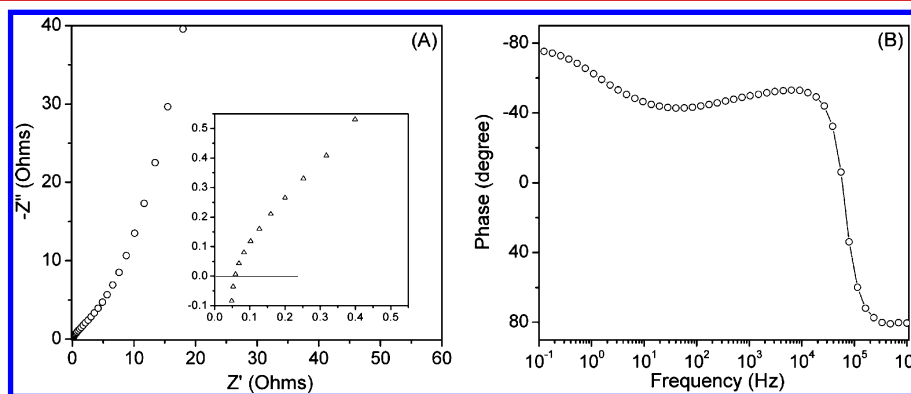 (A)
-Z'' (Ohms)
40
30
20
10
0
0 10 20 30 40 50 60
Z' (Ohms)
0.5
0.4
0.3
0.2
0.1
0.0
-0.1
0.0 0.1 0.2 0.3 0.4 0.5
(B)
Phase (degree)
-80
-40
0
40
80
10⁻¹ 10⁰ 10¹ 10² 10³ 10⁴ 10⁵ 10⁶
Frequency (Hz)